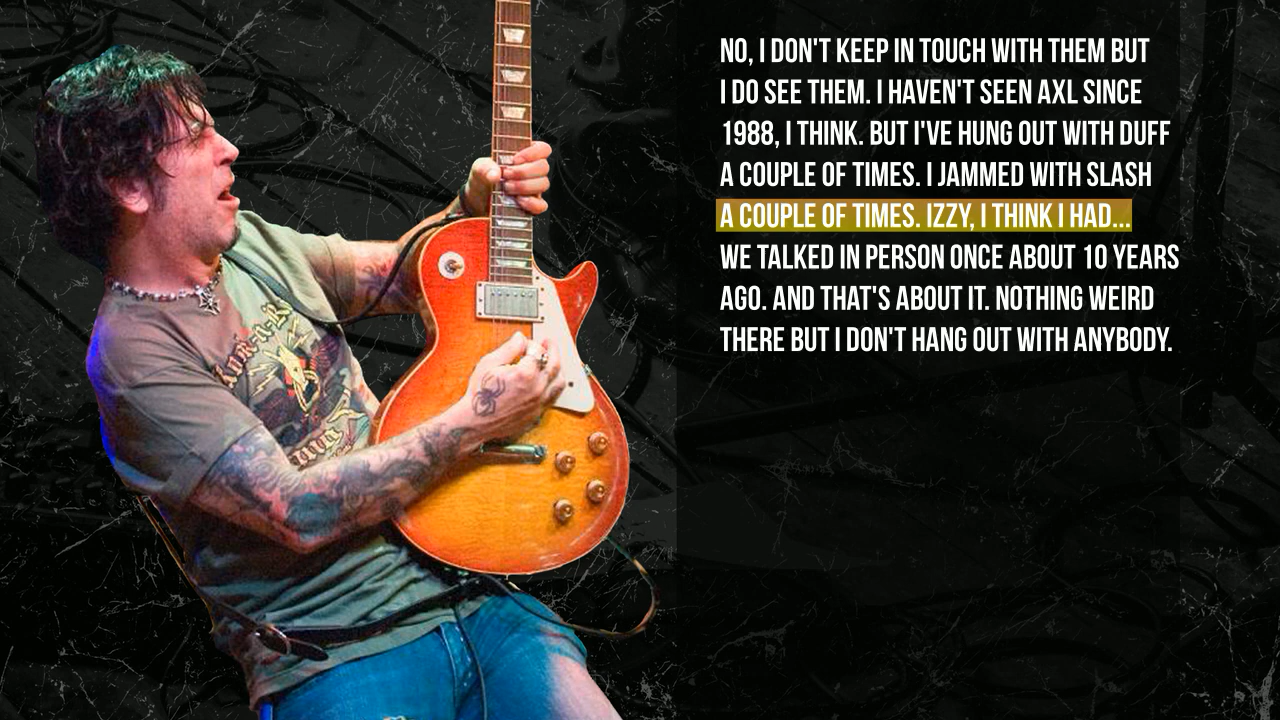 NO, I DON'T KEEP IN TOUCH WITH THEM BUT
I DO SEE THEM. I HAVEN'T SEEN AXL SINCE
1988, I THINK. BUT I'VE HUNG OUT WITH DUFF
A COUPLE OF TIMES. I JAMMED WITH SLASH
A COUPLE OF TIMES. IZZY, I THINK I HAD...
WE TALKED IN PERSON ONCE ABOUT 10 YEARS
AGO. AND THAT'S ABOUT IT. NOTHING WEIRD
THERE BUT I DON'T HANG OUT WITH ANYBODY.